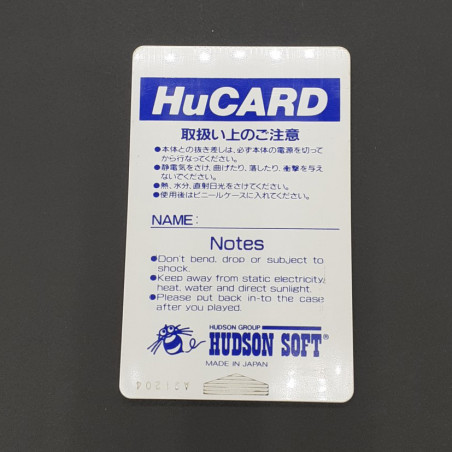 HuCARD
取扱い上のご注意
●本体との抜き差しは、必ず本体の電源を切って
から行なってください。
●静電気をさけ、曲げたり、落したり、衝撃を与え
ないでください。
●熱、水分、直射日光をさけてください。
●使用後はビニールケースに入れてください。
NAME:
Notes
●Don't bend, drop or subject to
shock.
●Keep away from static electricity,
heat, water and direct sunlight.
●Please put back in-to the case
after you played.
HUDSON GROUP
HUDSON SOFT®
MADE IN JAPAN